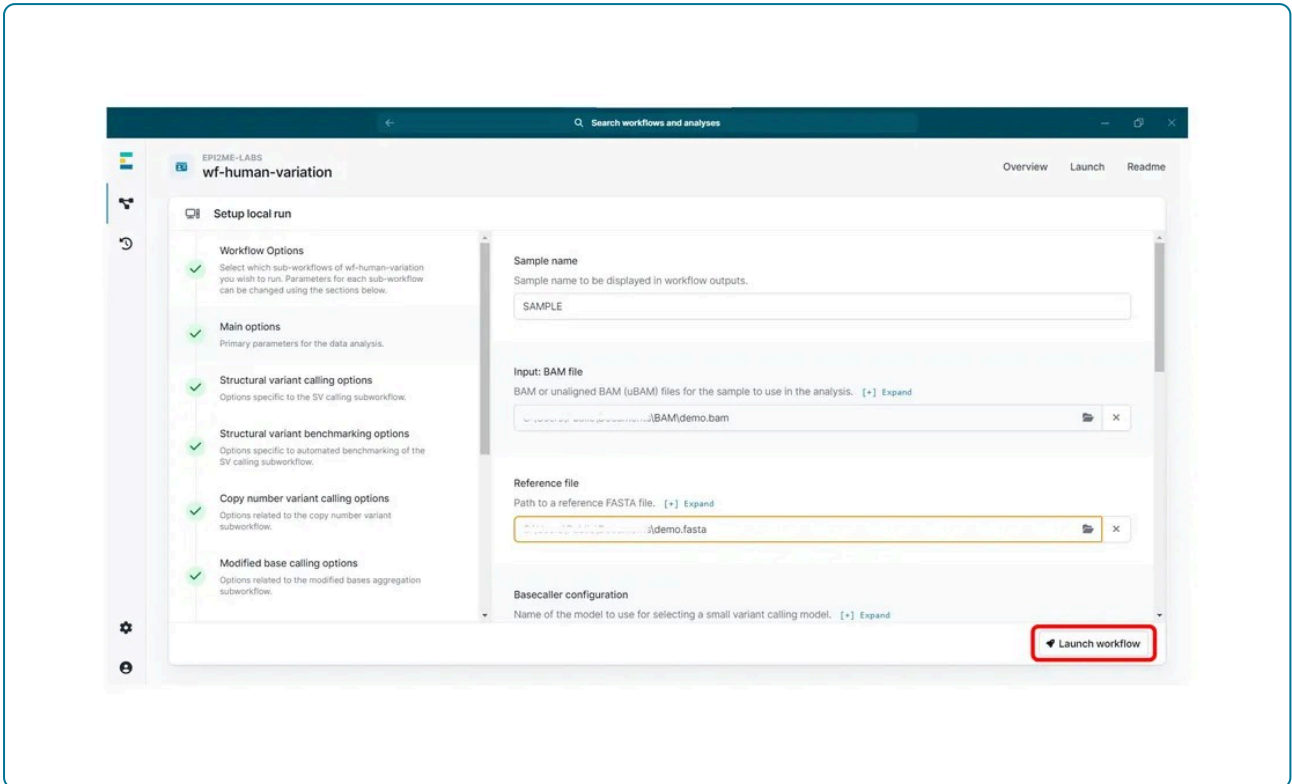 Search workflows and analyses
EPI2ME-LABS
wf-human-variation
Overview Launch Readme
Setup local run
Workflow Options
Select which sub-workflows of wf-human-variation
you wish to run. Parameters for each sub-workflow
can be changed using the sections below.
Main options
Primary parameters for the data analysis.
Structural variant calling options
Options specific to the SV calling subworkflow.
Structural variant benchmarking options
Options specific to automated benchmarking of the
SV calling subworkflow.
Copy number variant calling options
Options related to the copy number variant
subworkflow.
Modified base calling options
Options related to the modified bases aggregation
subworkflow.
Sample name
Sample name to be displayed in workflow outputs.
SAMPLE
Input: BAM file
BAM or unaligned BAM (uBAM) files for the sample to use in the analysis. [+] Expand
\BAM\demo.bam
Reference file
Path to a reference FASTA file. [+] Expand
\demo.fasta
Basecaller configuration
Name of the model to use for selecting a small variant calling model. [+] Expand
Launch workflow